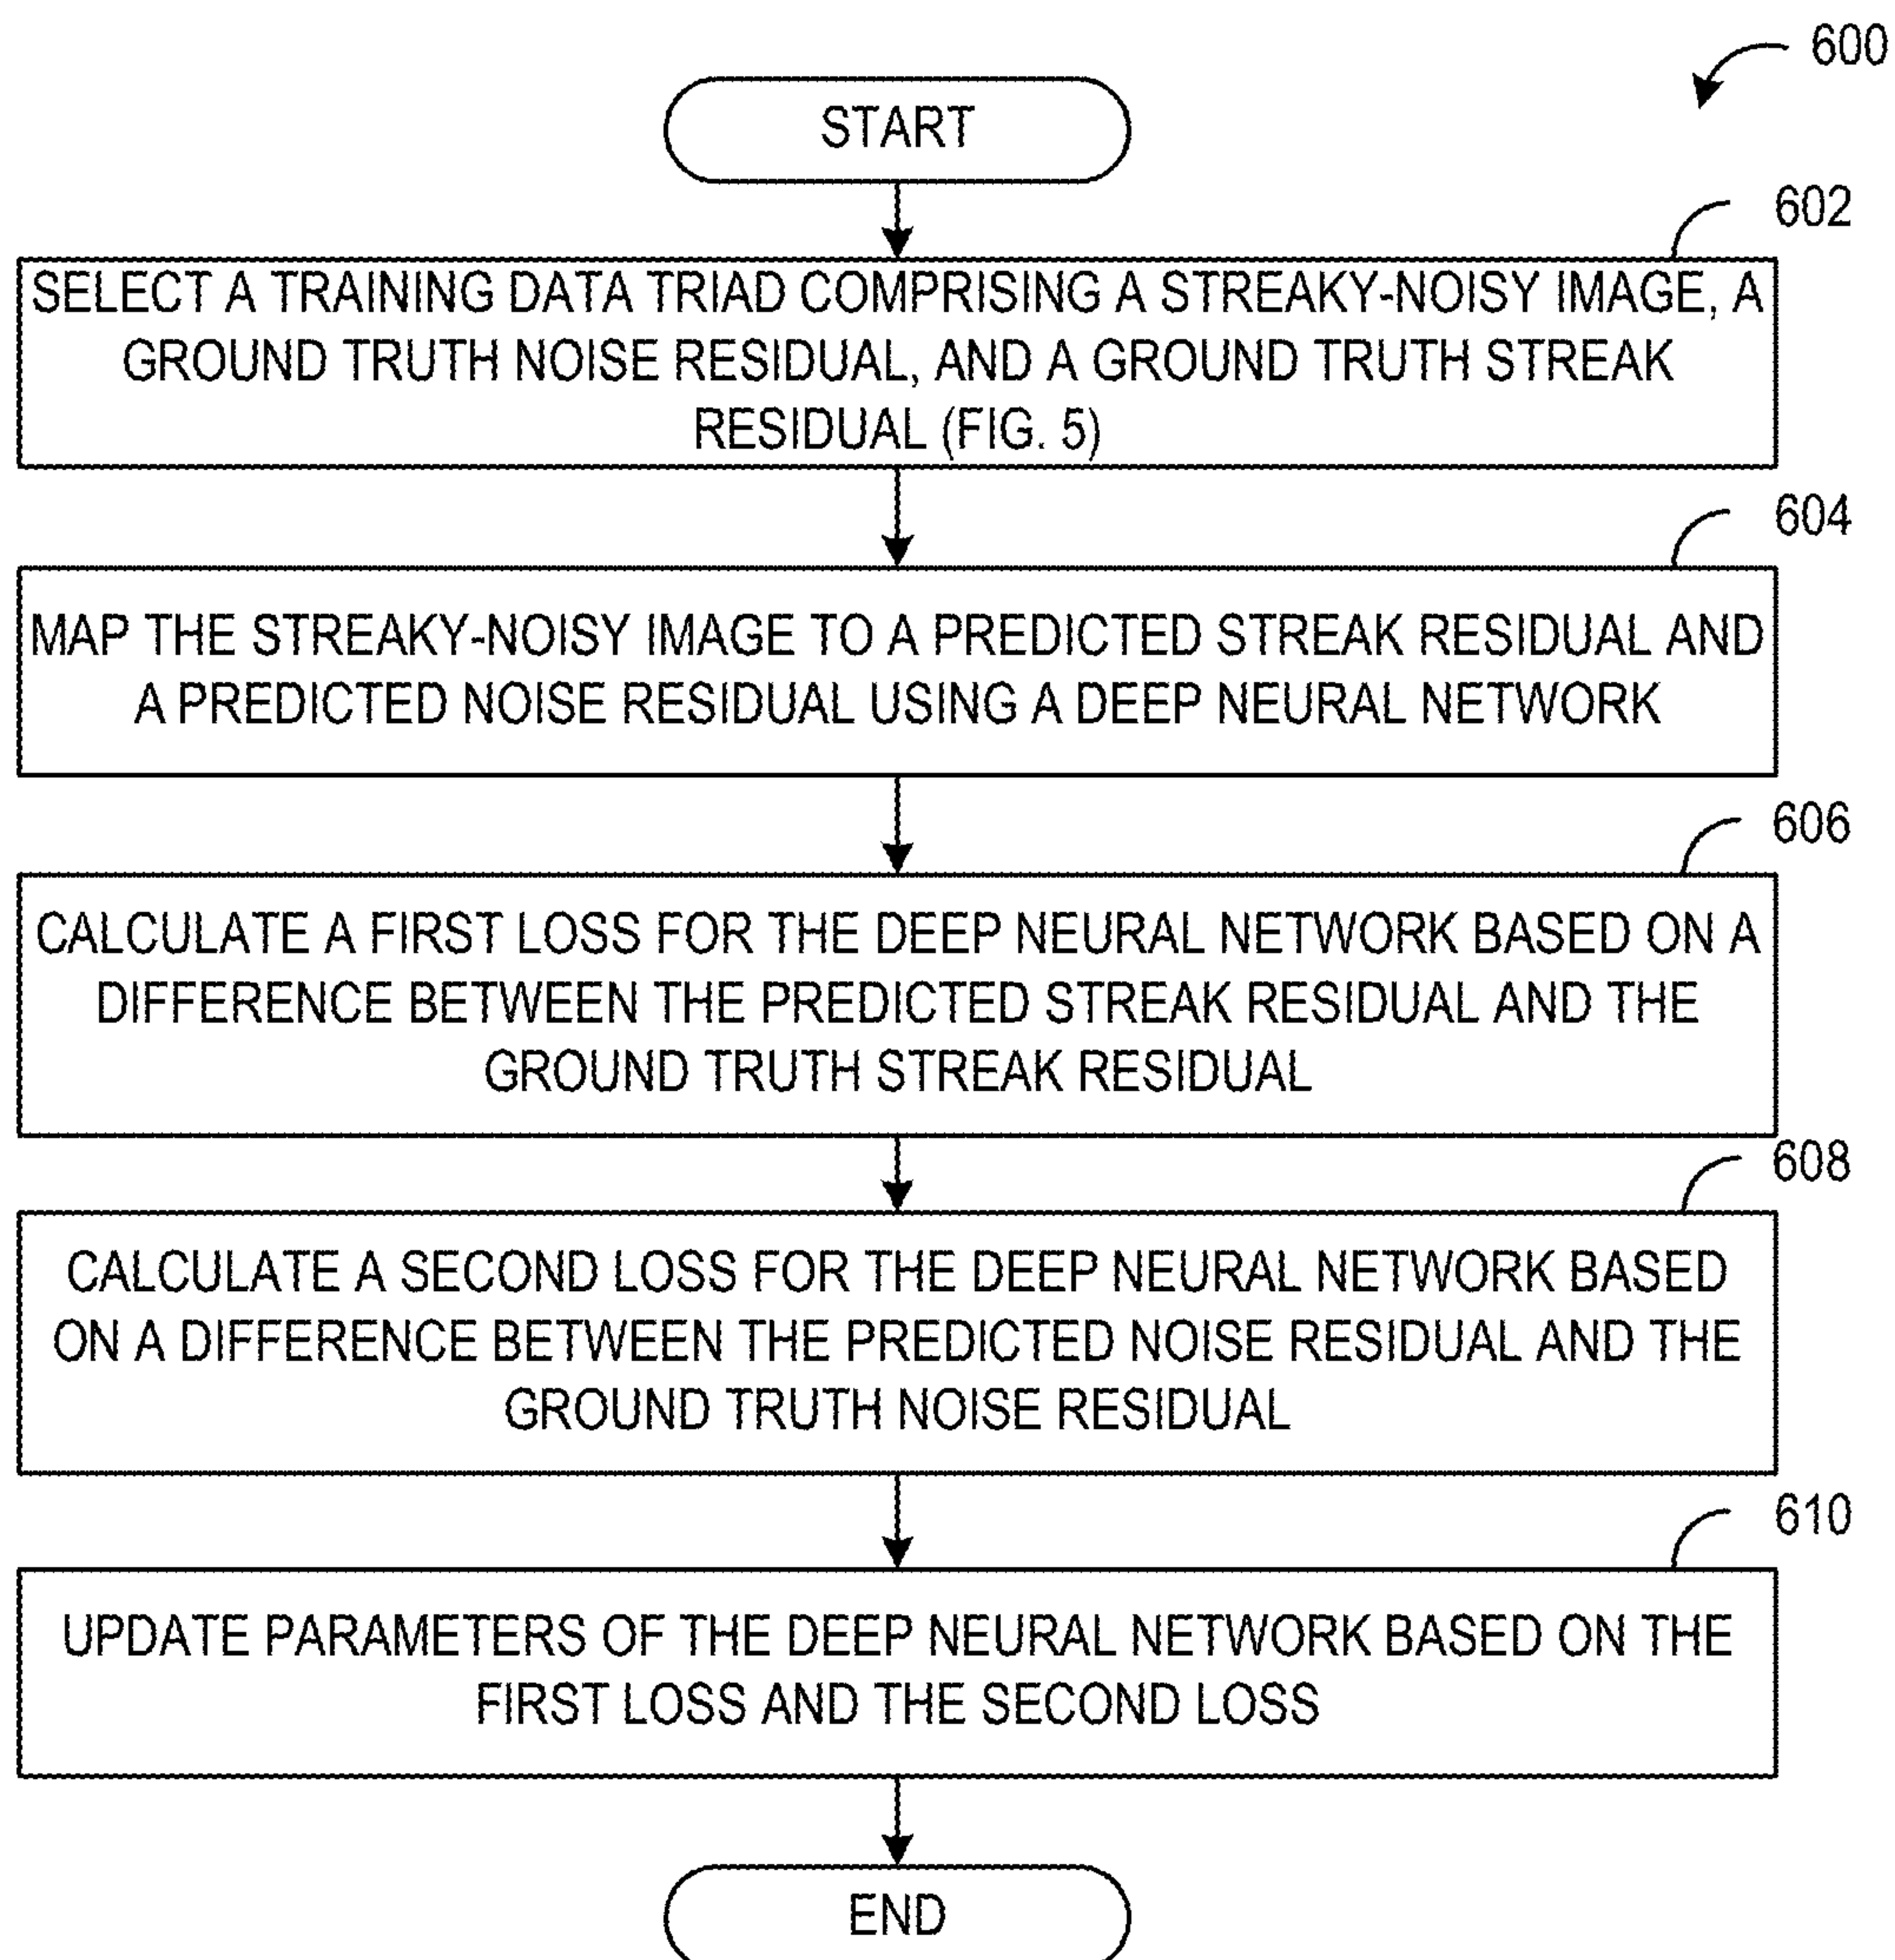 600
START
602
SELECT A TRAINING DATA TRIAD COMPRISING A STREAKY-NOISY IMAGE, A
GROUND TRUTH NOISE RESIDUAL, AND A GROUND TRUTH STREAK
RESIDUAL (FIG. 5)
604
MAP THE STREAKY-NOISY IMAGE TO A PREDICTED STREAK RESIDUAL AND
A PREDICTED NOISE RESIDUAL USING A DEEP NEURAL NETWORK
606
CALCULATE A FIRST LOSS FOR THE DEEP NEURAL NETWORK BASED ON A
DIFFERENCE BETWEEN THE PREDICTED STREAK RESIDUAL AND THE
GROUND TRUTH STREAK RESIDUAL
608
CALCULATE A SECOND LOSS FOR THE DEEP NEURAL NETWORK BASED
ON A DIFFERENCE BETWEEN THE PREDICTED NOISE RESIDUAL AND THE
GROUND TRUTH NOISE RESIDUAL
610
UPDATE PARAMETERS OF THE DEEP NEURAL NETWORK BASED ON THE
FIRST LOSS AND THE SECOND LOSS
END